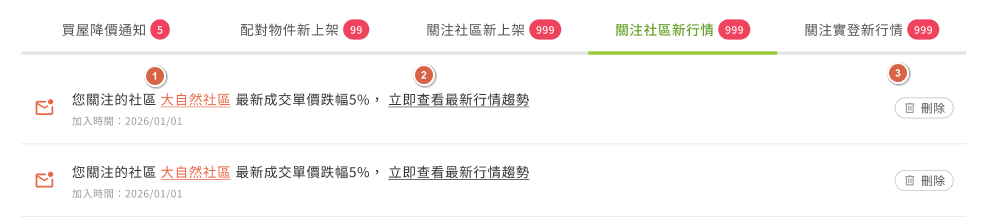 買屋降價通知 5 配對物件新上架 99 關注社區新上架 999 關注社區新行情 999 關注實登新行情 999
1 2 3
您關注的社區 大自然社區 最新成交單價跌幅5%， 立即查看最新行情趨勢 刪除
加入時間：2026/01/01
您關注的社區 大自然社區 最新成交單價跌幅5%， 立即查看最新行情趨勢 刪除
加入時間：2026/01/01